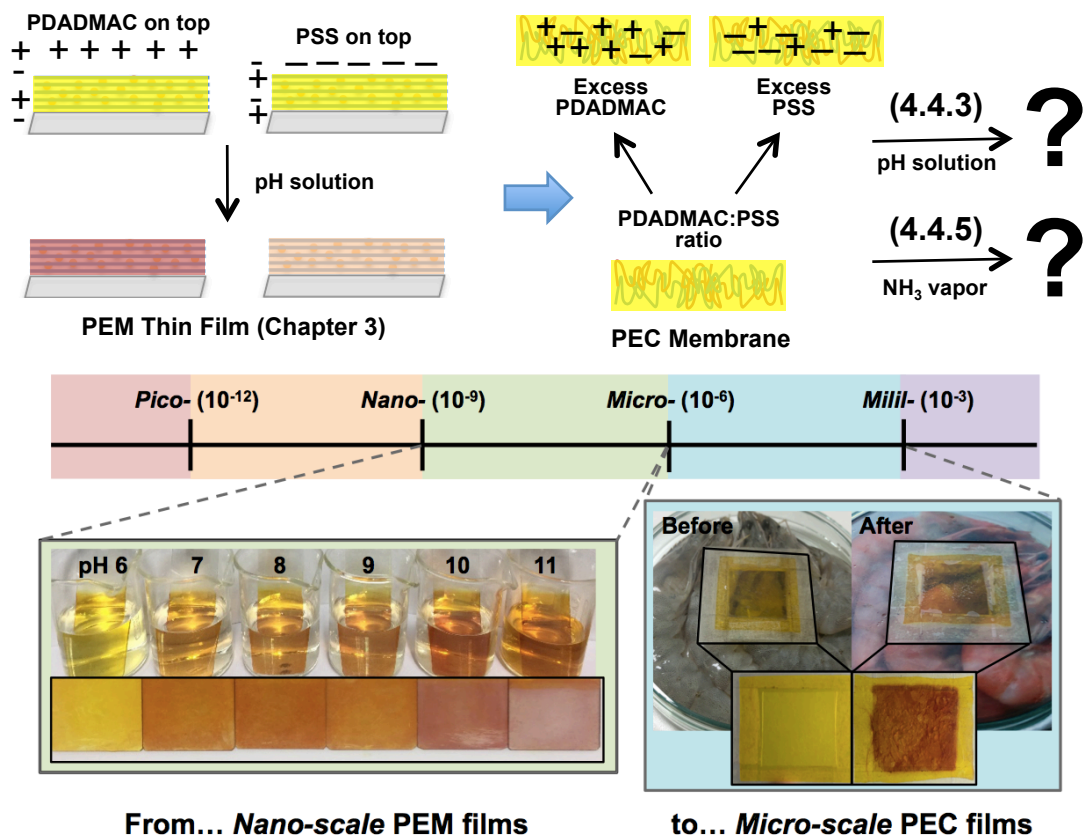 PDADMAC on top
+ + + + + + +
-
+
-
PSS on top
- — — — — — —
+
-
+
pH solution
PEM Thin Film (Chapter 3)
+ — + + —
+ + + — +
Excess
PDADMAC
— + — + —
— — + — —
Excess
PSS
PDADMAC:PSS
ratio
PEC Membrane
(4.4.3)
pH solution
?
(4.4.5)
NH3 vapor
?
Pico- (10-12)
Nano- (10-9)
Micro- (10-6)
Milil- (10-3)
pH 6 7 8 9 10 11
Before
After
From... Nano-scale PEM films
to... Micro-scale PEC films